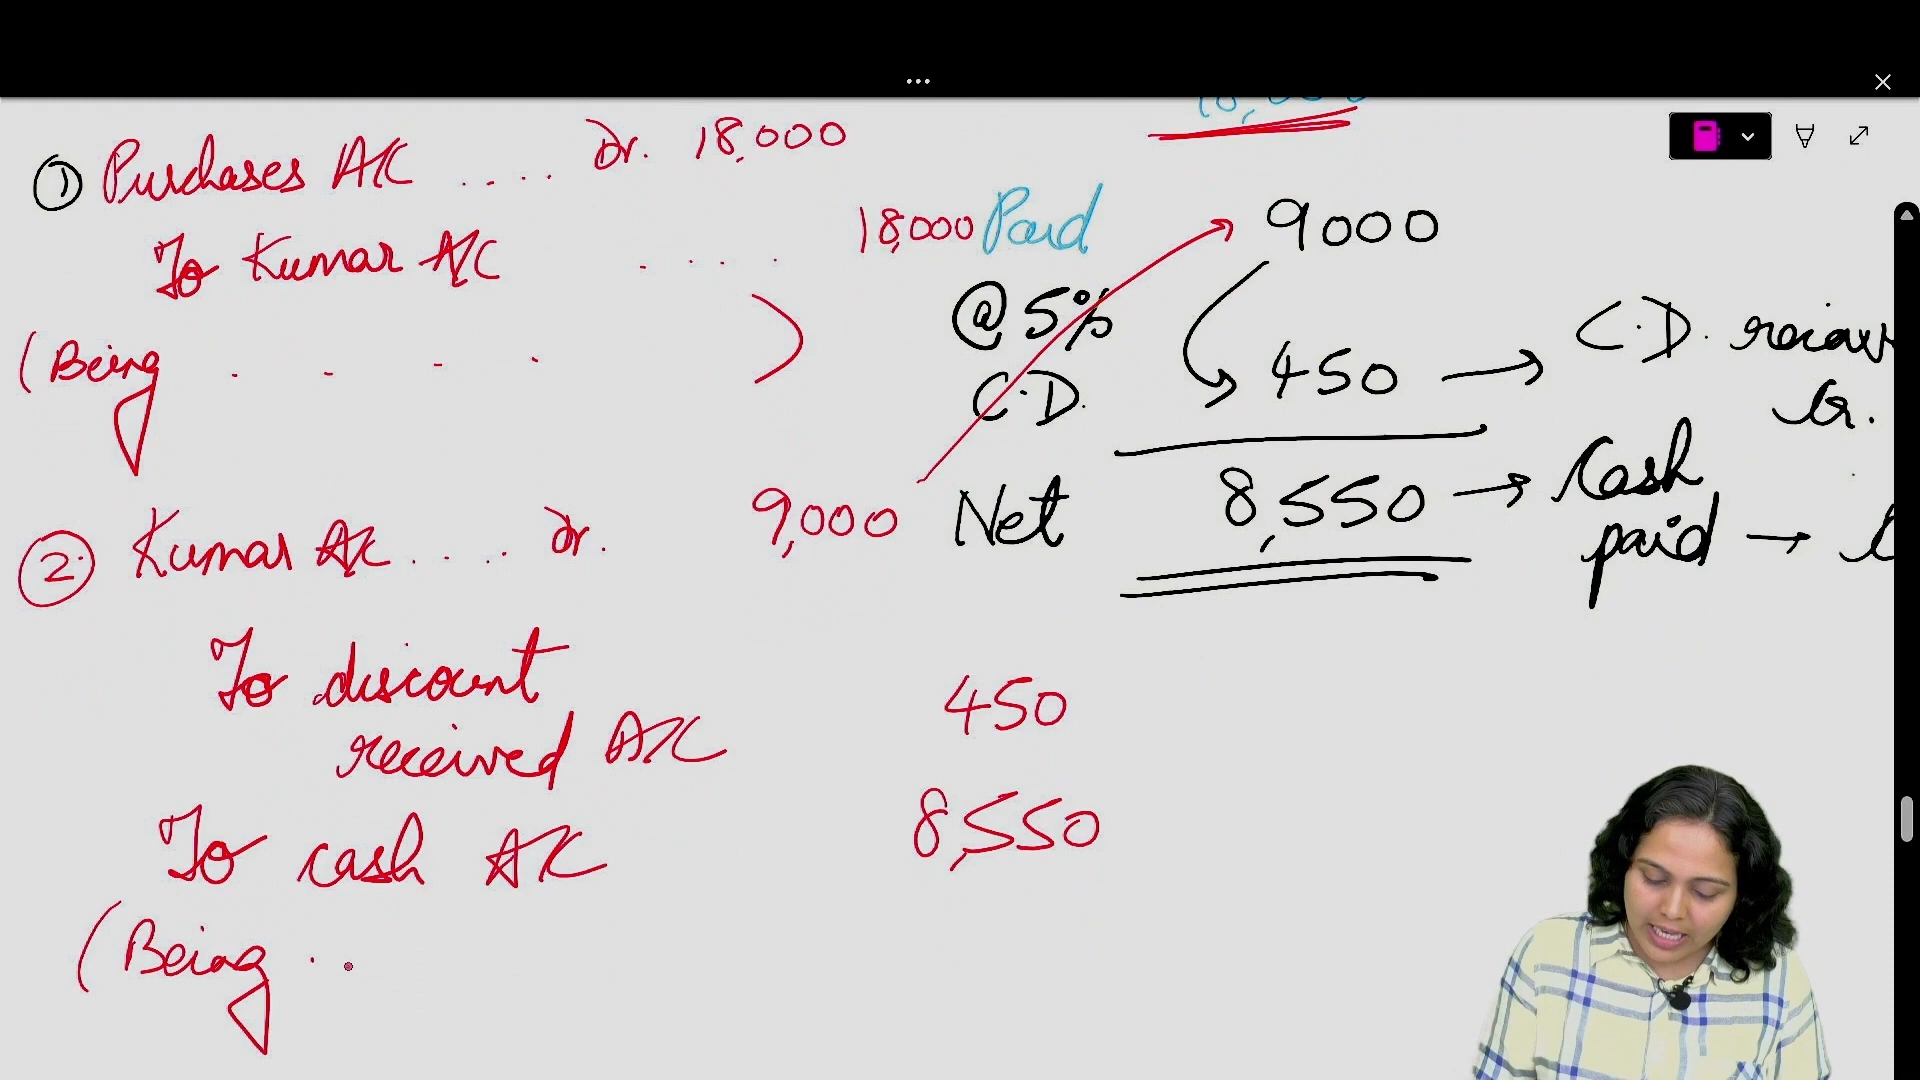 ① Purchases A/C .... Dr. 18,000
To Kumar A/C .... 18,000
(Being . . . . )
② Kumar A/c .... Dr. 9,000
To discount
received A/C 450
To cash A/C 8,550
(Being ..
Paid 9000
@ 5%
C.D. 450 → C.D.
Cr.
Net 8,550 → Cash
paid →